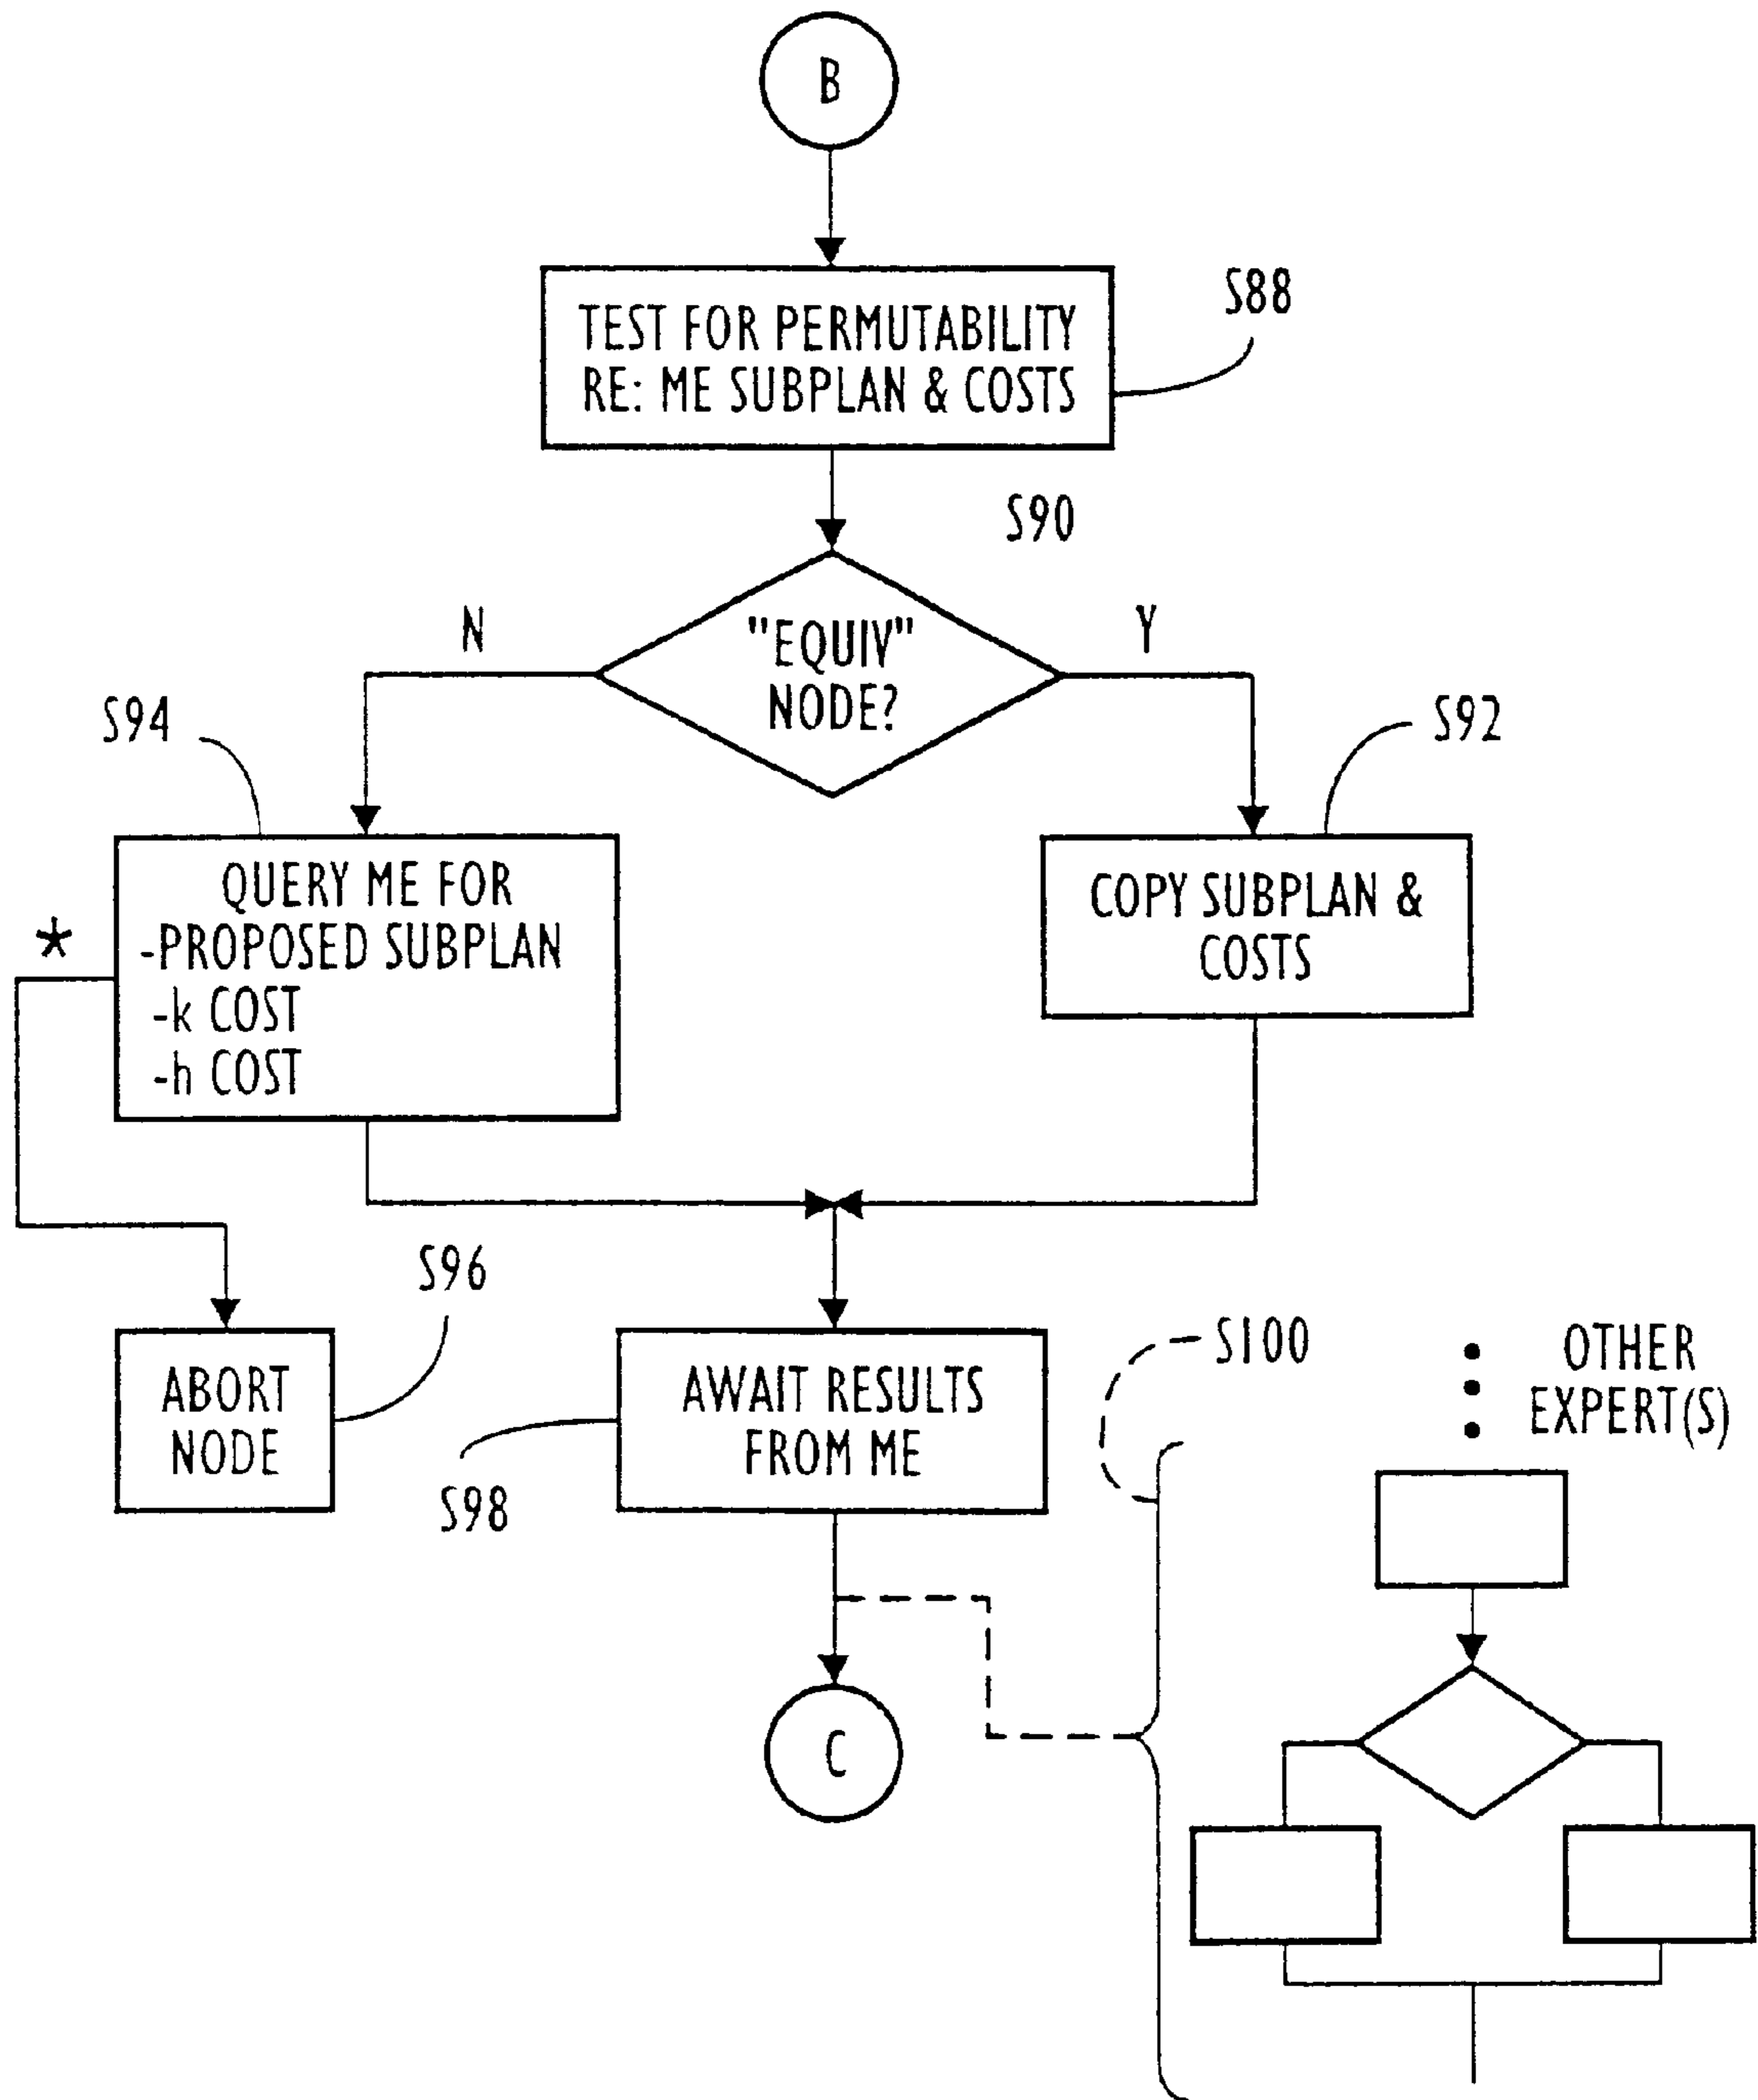 B
TEST FOR PERMUTABILITY
RE: ME SUBPLAN & COSTS
S88
S90
N
"EQUIV"
NODE?
Y
S94
S92
QUERY ME FOR
-PROPOSED SUBPLAN
-k COST
-h COST
*
COPY SUBPLAN &
COSTS
S96
ABORT
NODE
AWAIT RESULTS
FROM ME
S98
S100
OTHER
EXPERT(S)
C